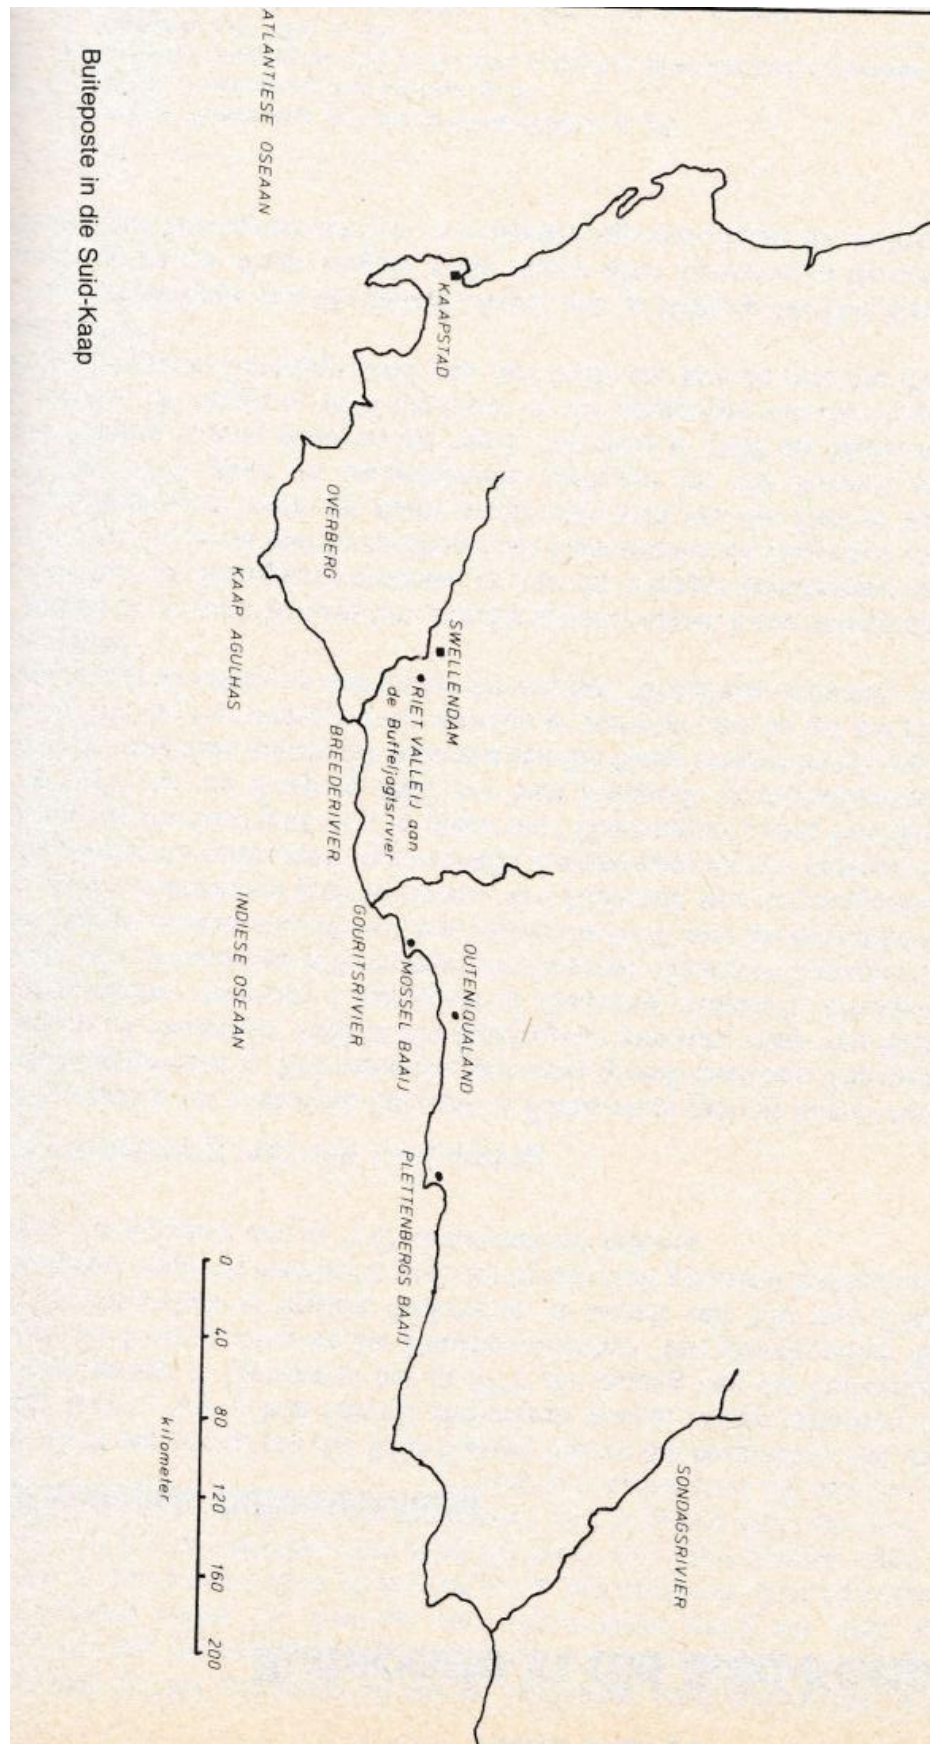 ATLANTIESE OSEAAN
KAAPSTAD
OVERBERG
KAAP AGULHAS
SWELLENDAM
RIET VALLEIJ aan
de Buffeljagtsrivier
BREEDERIVIER
INDIESE OSEAAN
GOURITSRIVIER
MOSSEL BAAIJ
OUTENIQUALAND
PLETTENBERGS BAAIJ
SONDAGSRIVIER
0 40 80 120 160 200
kilometer
Buiteposte in die Suid-Kaap